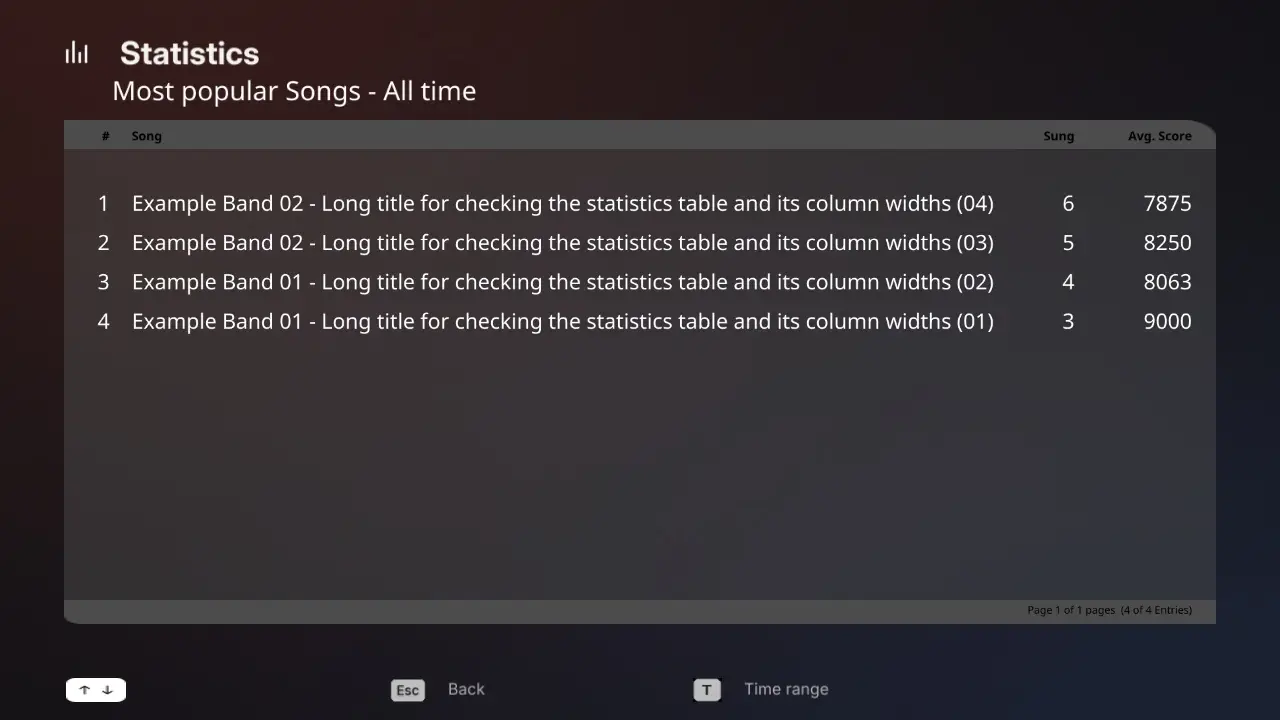 Statistics
Most popular Songs - All time
# Song Sung Avg. Score
1 Example Band 02 - Long title for checking the statistics table and its column widths (04) 6 7875
2 Example Band 02 - Long title for checking the statistics table and its column widths (03) 5 8250
3 Example Band 01 - Long title for checking the statistics table and its column widths (02) 4 8063
4 Example Band 01 - Long title for checking the statistics table and its column widths (01) 3 9000
Page 1 of 1 pages (4 of 4 Entries)
↑ ↓ Esc Back T Time range